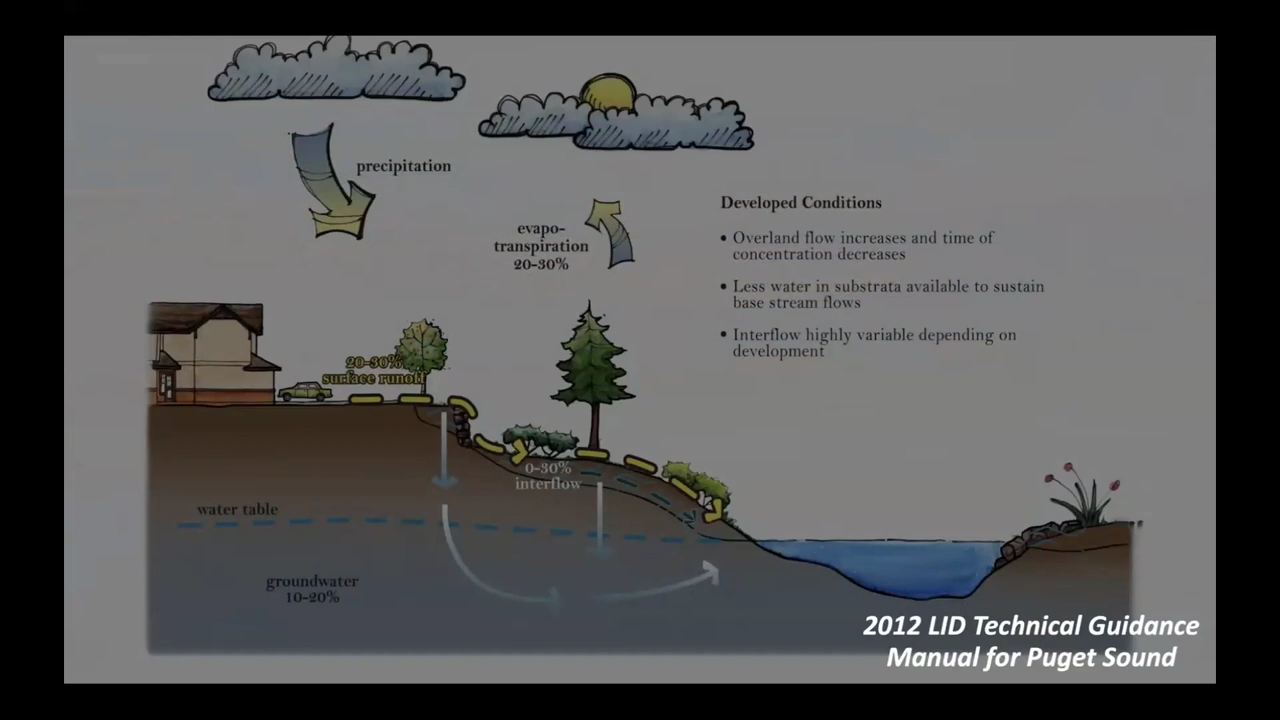 precipitation
evapo-
transpiration
20-30%
Developed Conditions
• Overland flow increases and time of
concentration decreases
• Less water in substrata available to sustain
base stream flows
• Interflow highly variable depending on
development
20-30%
surface runoff
0-30%
interflow
water table
groundwater
10-20%
2012 LID Technical Guidance
Manual for Puget Sound